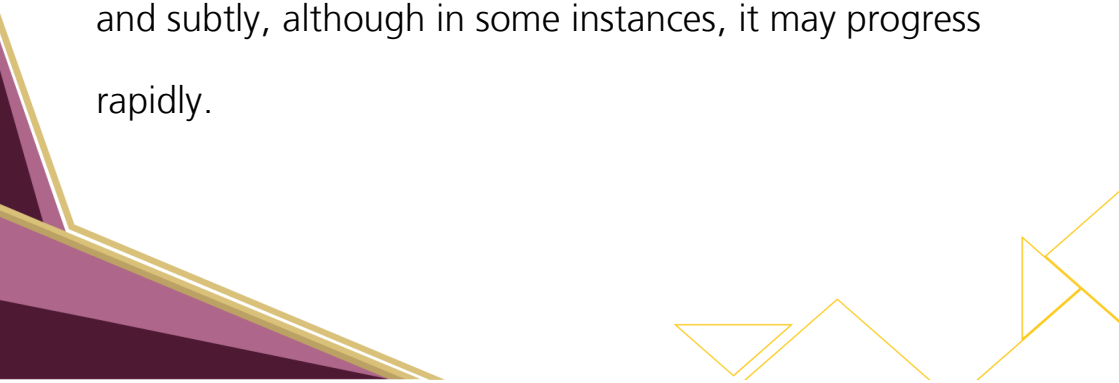 and subtly, although in some instances, it may progress
rapidly.